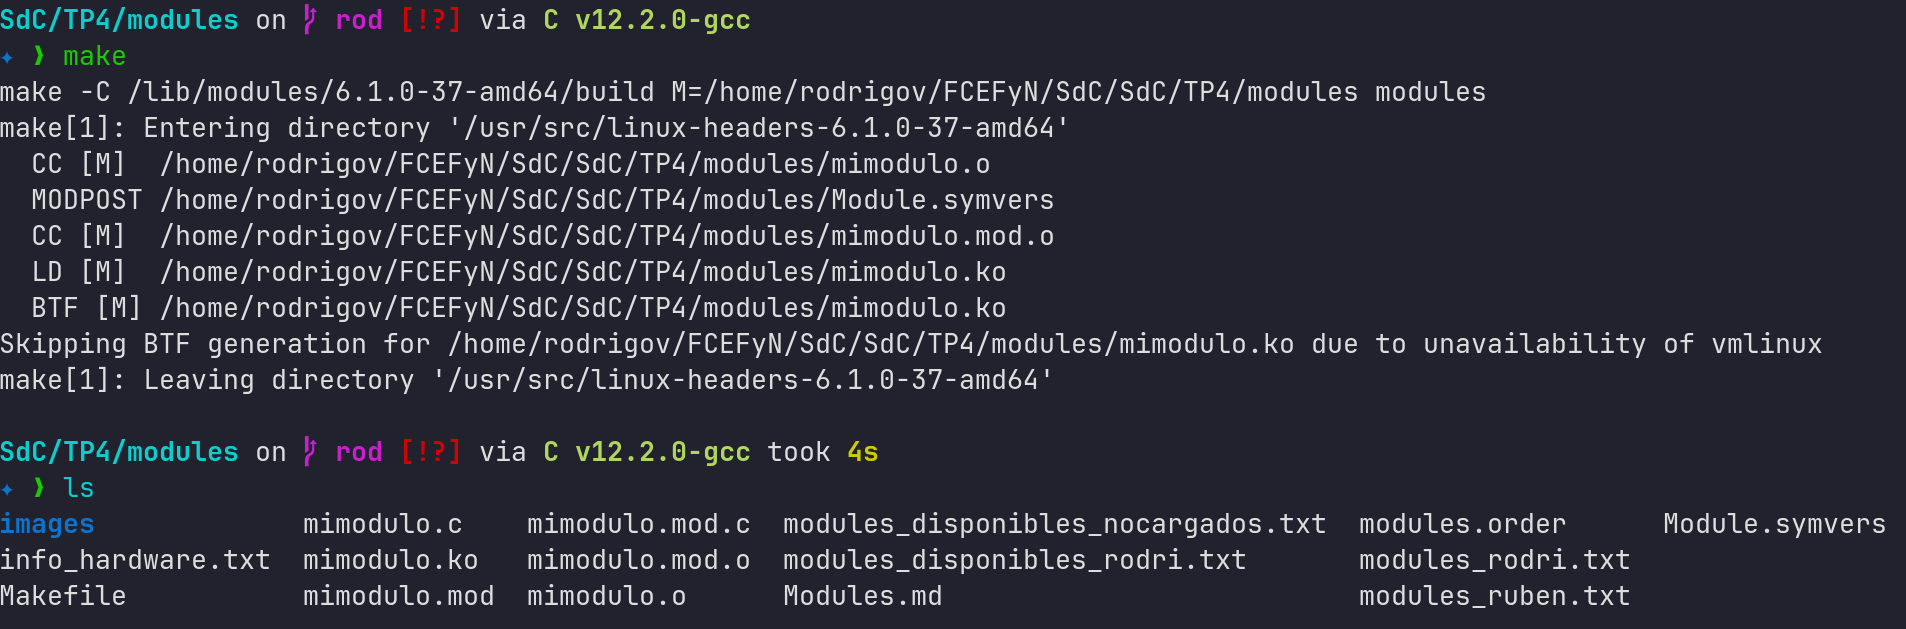 SdC/TP4/modules on rod [!?] via C v12.2.0-gcc
✦ ❱ make
make -C /lib/modules/6.1.0-37-amd64/build M=/home/rodrigov/FCEFyN/SdC/SdC/TP4/modules modules
make[1]: Entering directory '/usr/src/linux-headers-6.1.0-37-amd64'
  CC [M]  /home/rodrigov/FCEFyN/SdC/SdC/TP4/modules/mimodulo.o
  MODPOST /home/rodrigov/FCEFyN/SdC/SdC/TP4/modules/Module.symvers
  CC [M]  /home/rodrigov/FCEFyN/SdC/SdC/TP4/modules/mimodulo.mod.o
  LD [M]  /home/rodrigov/FCEFyN/SdC/SdC/TP4/modules/mimodulo.ko
  BTF [M] /home/rodrigov/FCEFyN/SdC/SdC/TP4/modules/mimodulo.ko
Skipping BTF generation for /home/rodrigov/FCEFyN/SdC/SdC/TP4/modules/mimodulo.ko due to unavailability of vmlinux
make[1]: Leaving directory '/usr/src/linux-headers-6.1.0-37-amd64'
SdC/TP4/modules on rod [!?] via C v12.2.0-gcc took 4s
✦ ❱ ls
images             mimodulo.c    mimodulo.mod.c  modules_disponibles_nocargados.txt  modules.order      Module.symvers
info_hardware.txt  mimodulo.ko   mimodulo.mod.o  modules_disponibles_rodri.txt       modules_rodri.txt
Makefile           mimodulo.mod  mimodulo.o      Modules.md                          modules_ruben.txt